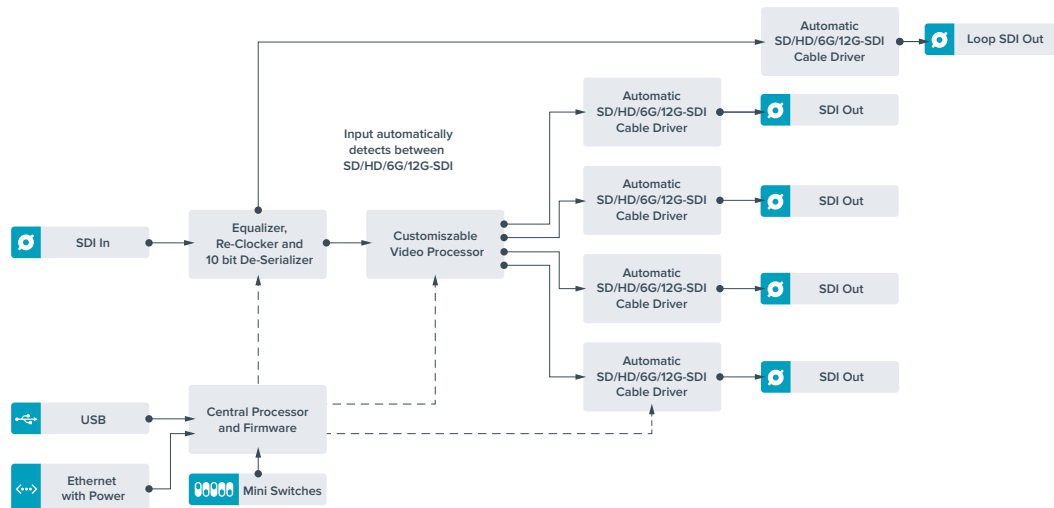 Automatic
SD/HD/6G/12G-SDI
Cable Driver
Loop SDI Out
Automatic
SD/HD/6G/12G-SDI
Cable Driver
SDI Out
Input automatically
detects between
SD/HD/6G/12G-SDI
Automatic
SD/HD/6G/12G-SDI
Cable Driver
SDI Out
SDI In
Equalizer,
Re-Clocker and
10 bit De-Serializer
Customiszable
Video Processor
Automatic
SD/HD/6G/12G-SDI
Cable Driver
SDI Out
Automatic
SD/HD/6G/12G-SDI
Cable Driver
SDI Out
USB
Central Processor
and Firmware
Ethernet
with Power
Mini Switches